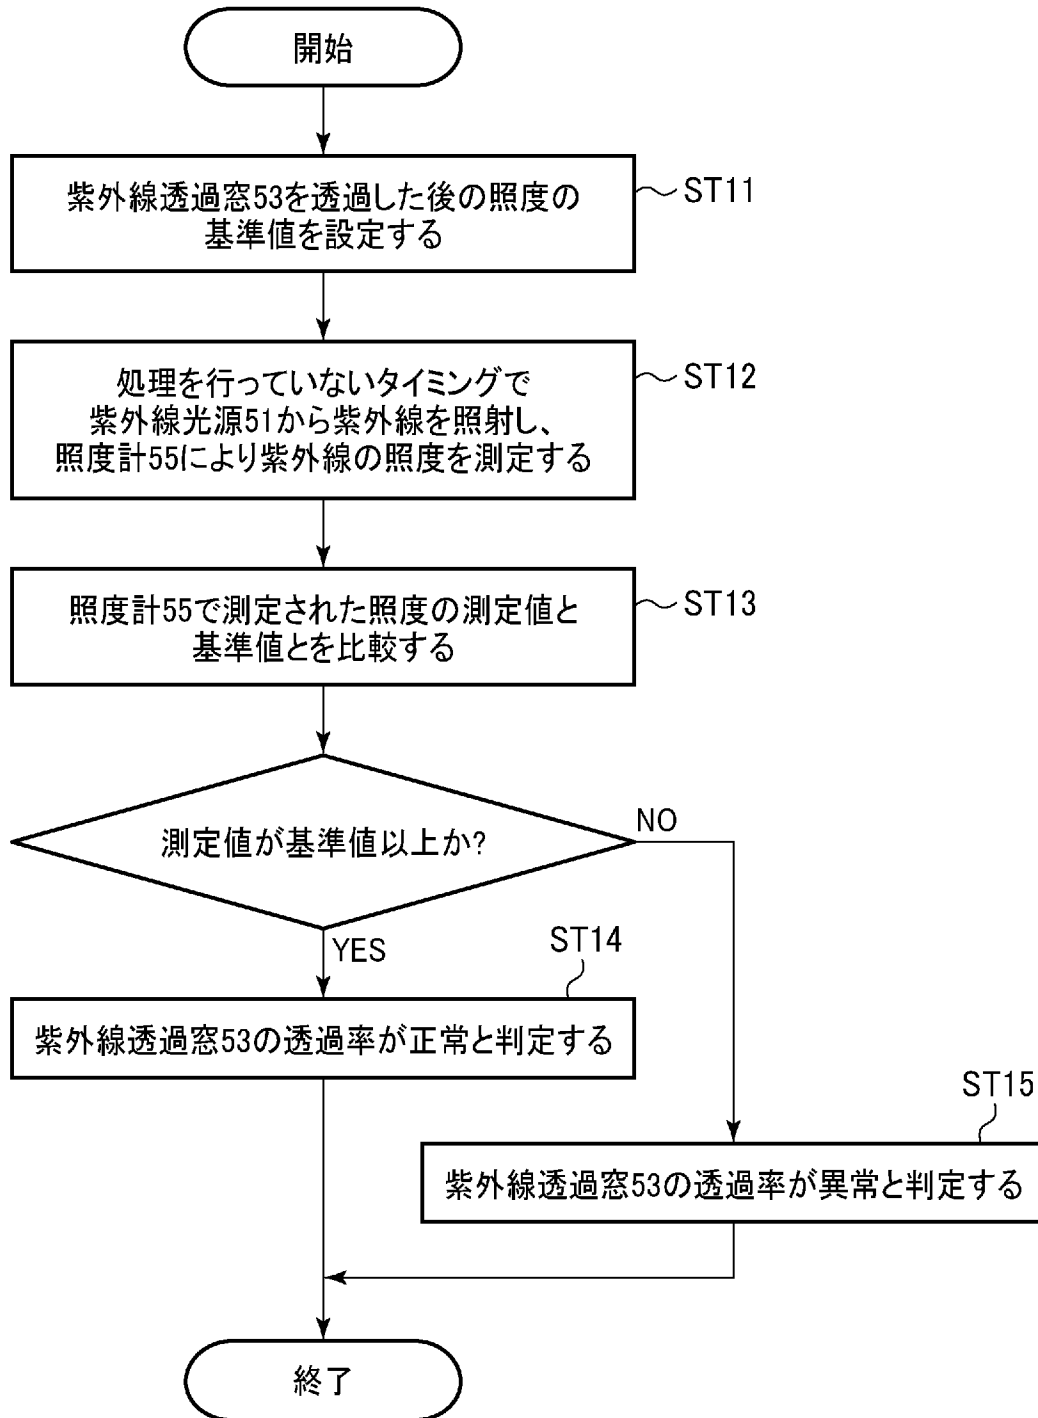 開始
紫外線透過窓53を透過した後の照度の
基準値を設定する
ST11
処理を行っていないタイミングで
紫外線光源51から紫外線を照射し、
照度計55により紫外線の照度を測定する
ST12
照度計55で測定された照度の測定値と
基準値とを比較する
ST13
測定値が基準値以上か?
NO
YES
ST14
紫外線透過窓53の透過率が正常と判定する
ST15
紫外線透過窓53の透過率が異常と判定する
終了